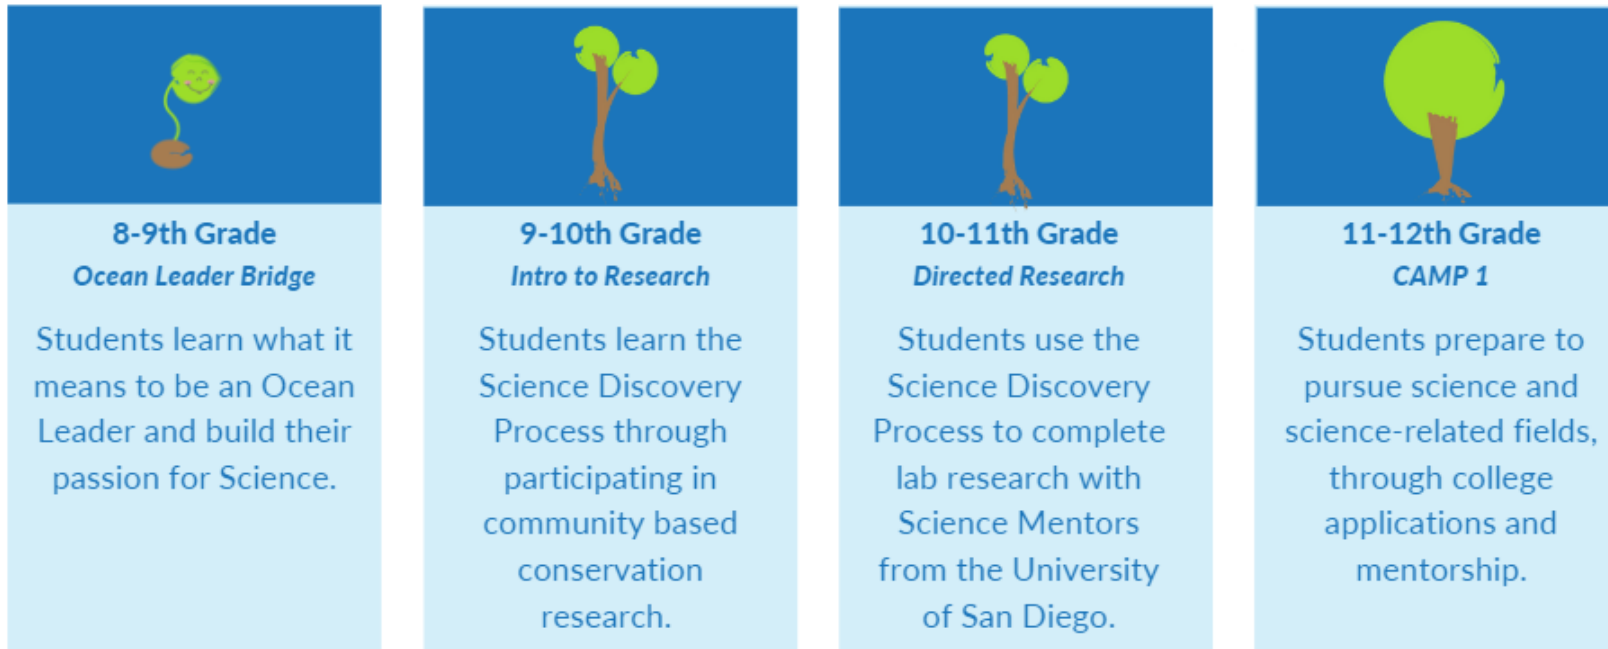 8-9th Grade
Ocean Leader Bridge
Students learn what it
means to be an Ocean
Leader and build their
passion for Science.
9-10th Grade
Intro to Research
Students learn the
Science Discovery
Process through
participating in
community based
conservation
research.
10-11th Grade
Directed Research
Students use the
Science Discovery
Process to complete
lab research with
Science Mentors
from the University
of San Diego.
11-12th Grade
CAMP 1
Students prepare to
pursue science and
science-related fields,
through college
applications and
mentorship.